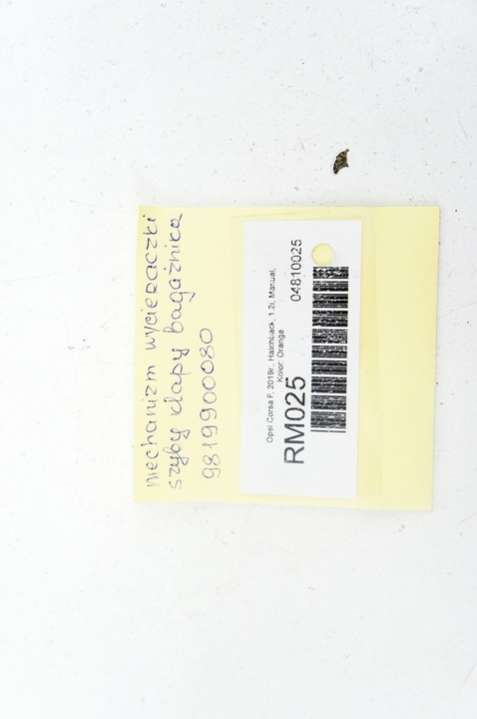 mechanizm wycieraczki
szyby klapy bagażnika
9819900080
Opel Corsa F, 2019r., Hatchback, 1.2i, Manual,
Kolor: Orange
RM025
04810025